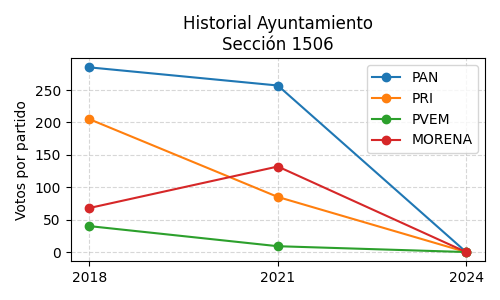 Historial Ayuntamiento
Sección 1506
PAN
PRI
PVEM
MORENA
Votos por partido
250
200
150
100
50
0
2018
2021
2024